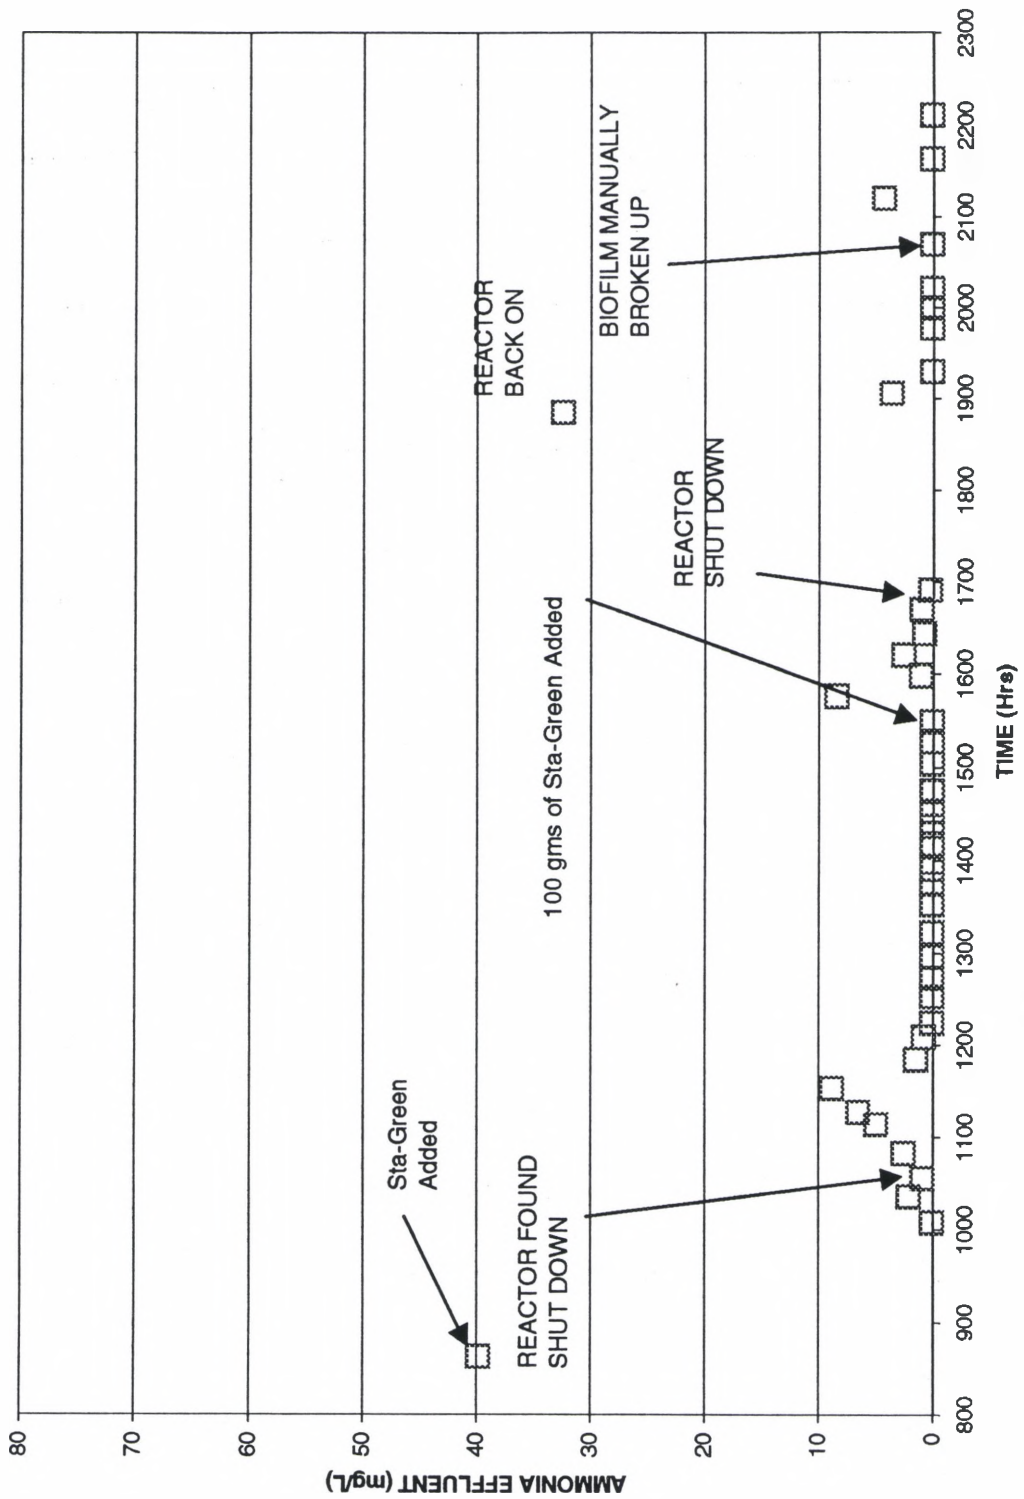 80
70
60
50
40
30
20
10
0
AMMONIA EFFLUENT (mg/L)
Sta-Green
Added
REACTOR FOUND
SHUT DOWN
100 gms of Sta-Green Added
REACTOR
SHUT DOWN
REACTOR
BACK ON
BIOFILM MANUALLY
BROKEN UP
800
900
1000
1100
1200
1300
1400
1500
1600
1700
1800
1900
2000
2100
2200
2300
TIME (Hrs)